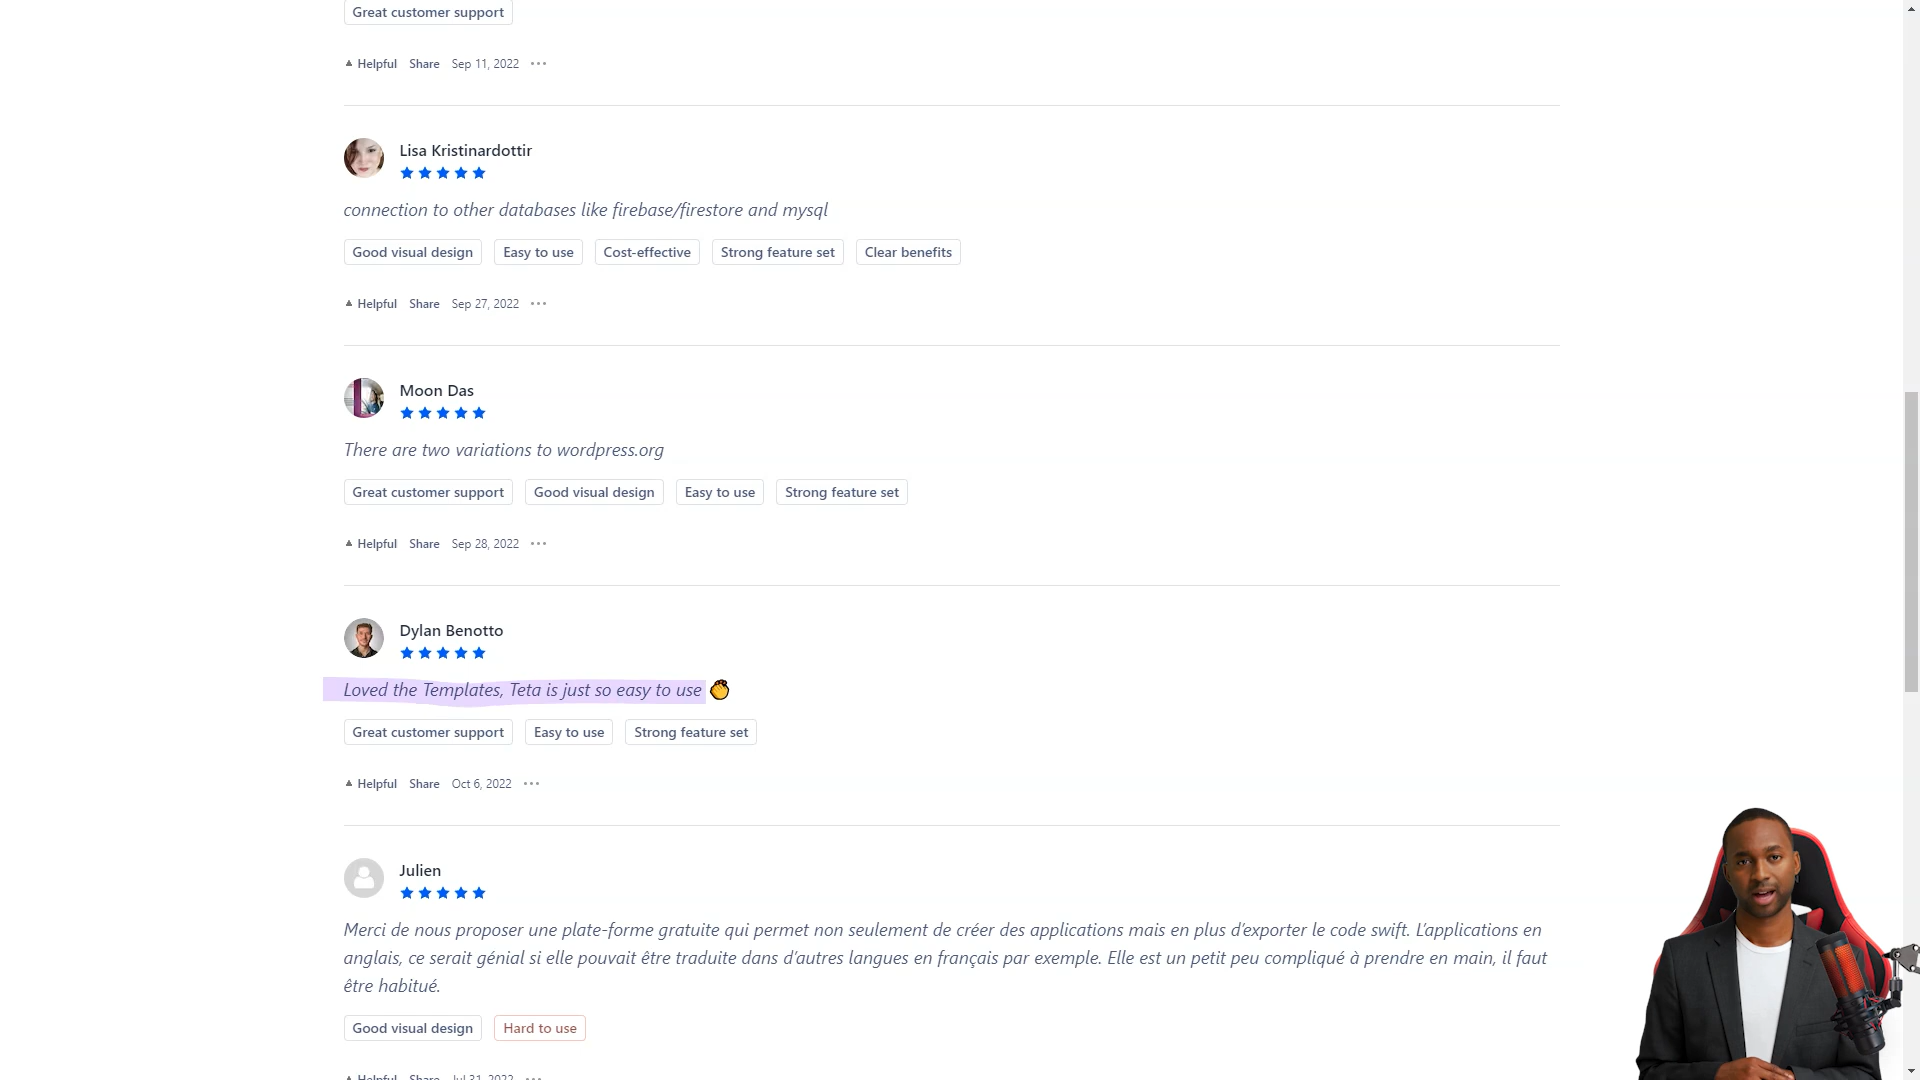 Great customer support
Helpful Share Sep 11, 2022
Lisa Kristinardottir
connection to other databases like firebase/firestore and mysql
Good visual design Easy to use Cost-effective Strong feature set Clear benefits
Helpful Share Sep 27, 2022
Moon Das
There are two variations to wordpress.org
Great customer support Good visual design Easy to use Strong feature set
Helpful Share Sep 28, 2022
Dylan Benotto
Loved the Templates, Teta is just so easy to use
Great customer support Easy to use Strong feature set
Helpful Share Oct 6, 2022
Julien
Merci de nous proposer une plate-forme gratuite qui permet non seulement de créer des applications mais en plus d'exporter le code swift. L'applications en
anglais, ce serait génial si elle pouvait être traduite dans d'autres langues en français par exemple. Elle est un petit peu compliqué à prendre en main, il faut
être habitué.
Good visual design Hard to use
Helpful Share Jul 31, 2022